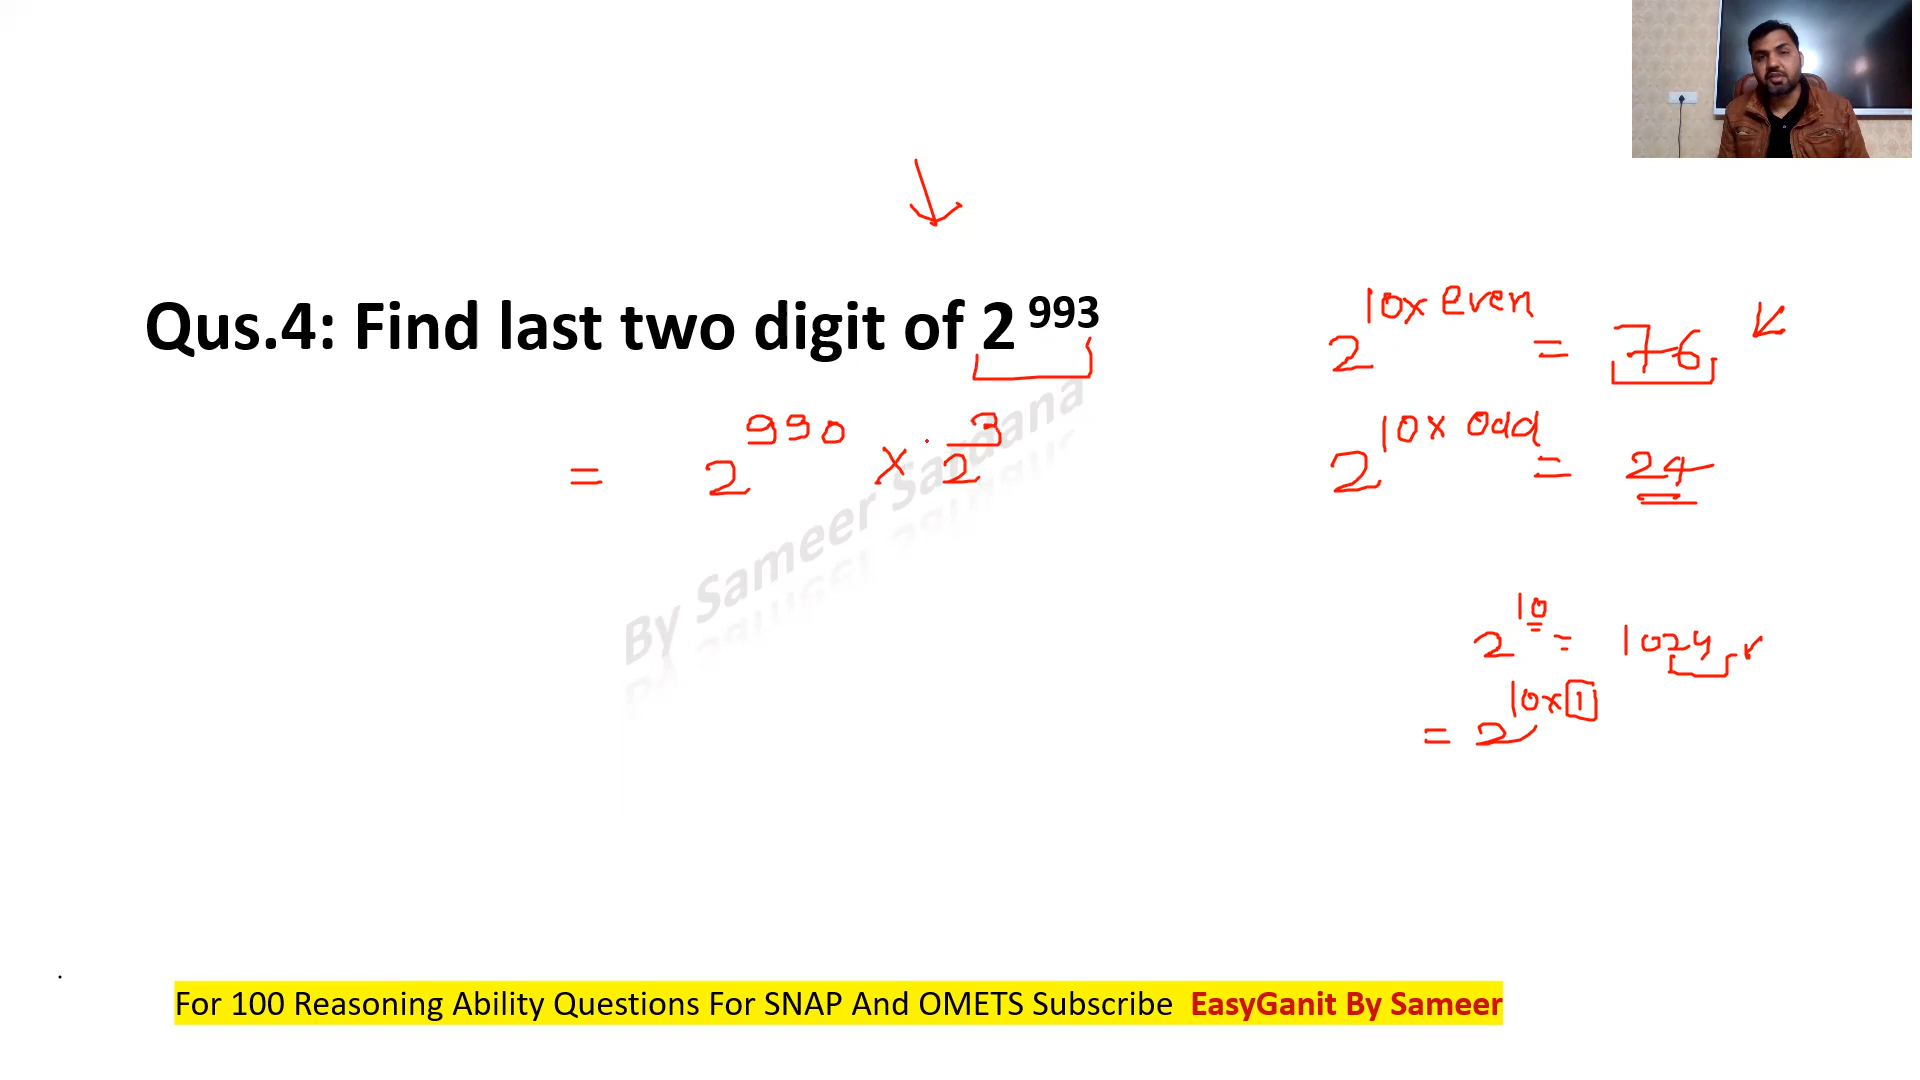 Qus.4: Find last two digit of 2^993
= 2^990 × 2^3
2^10x even = 76
2^10x odd = 24
2^10 = 1024
= 2^10x1
By Sameer Sardana
For 100 Reasoning Ability Questions For SNAP And OMETS Subscribe EasyGanit By Sameer